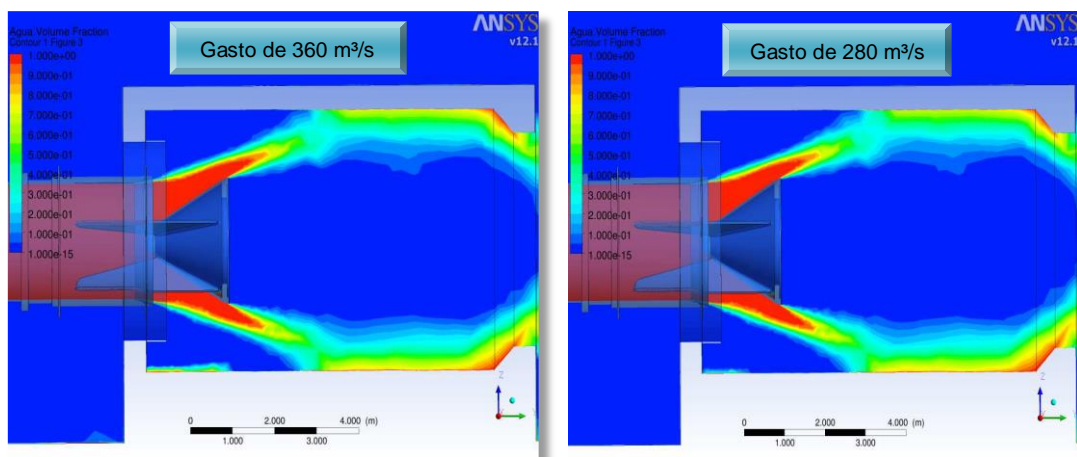 ANSYS
v12.1
Agua Volume Fraction
Contour 1 Figure 3
Gasto de 360 m³/s
1.000e+00
9.000e-01
8.000e-01
7.000e-01
6.000e-01
5.000e-01
4.000e-01
3.000e-01
2.000e-01
1.000e-01
1.000e-15
Z
0
2.000
4.000 (m)
1.000
3.000
ANSYS
v12.1
Agua Volume Fraction
Contour 1 Figure 3
Gasto de 280 m³/s
1.000e+00
9.000e-01
8.000e-01
7.000e-01
6.000e-01
5.000e-01
4.000e-01
3.000e-01
2.000e-01
1.000e-01
1.000e-15
Z
0
2.000
4.000 (m)
1.000
3.000